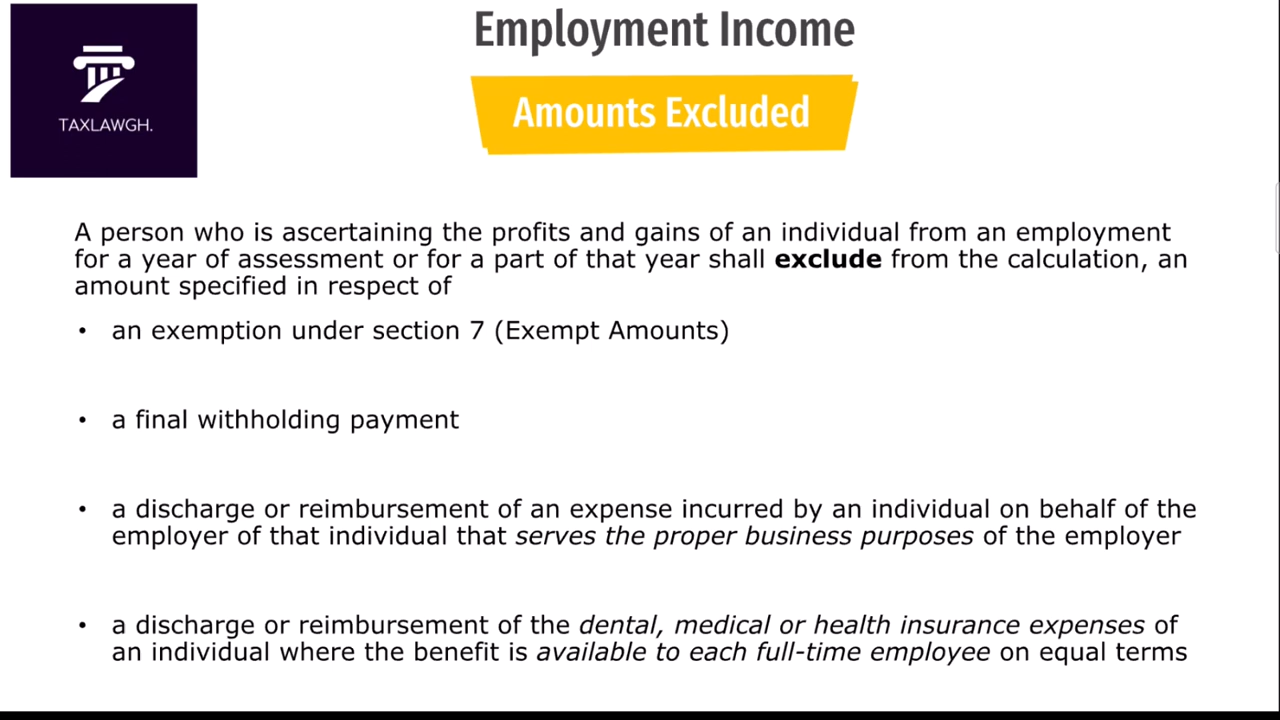 TAXLAWGH.
Employment Income
Amounts Excluded
A person who is ascertaining the profits and gains of an individual from an employment
for a year of assessment or for a part of that year shall exclude from the calculation, an
amount specified in respect of
• an exemption under section 7 (Exempt Amounts)
• a final withholding payment
• a discharge or reimbursement of an expense incurred by an individual on behalf of the
employer of that individual that serves the proper business purposes of the employer
• a discharge or reimbursement of the dental, medical or health insurance expenses of
an individual where the benefit is available to each full-time employee on equal terms